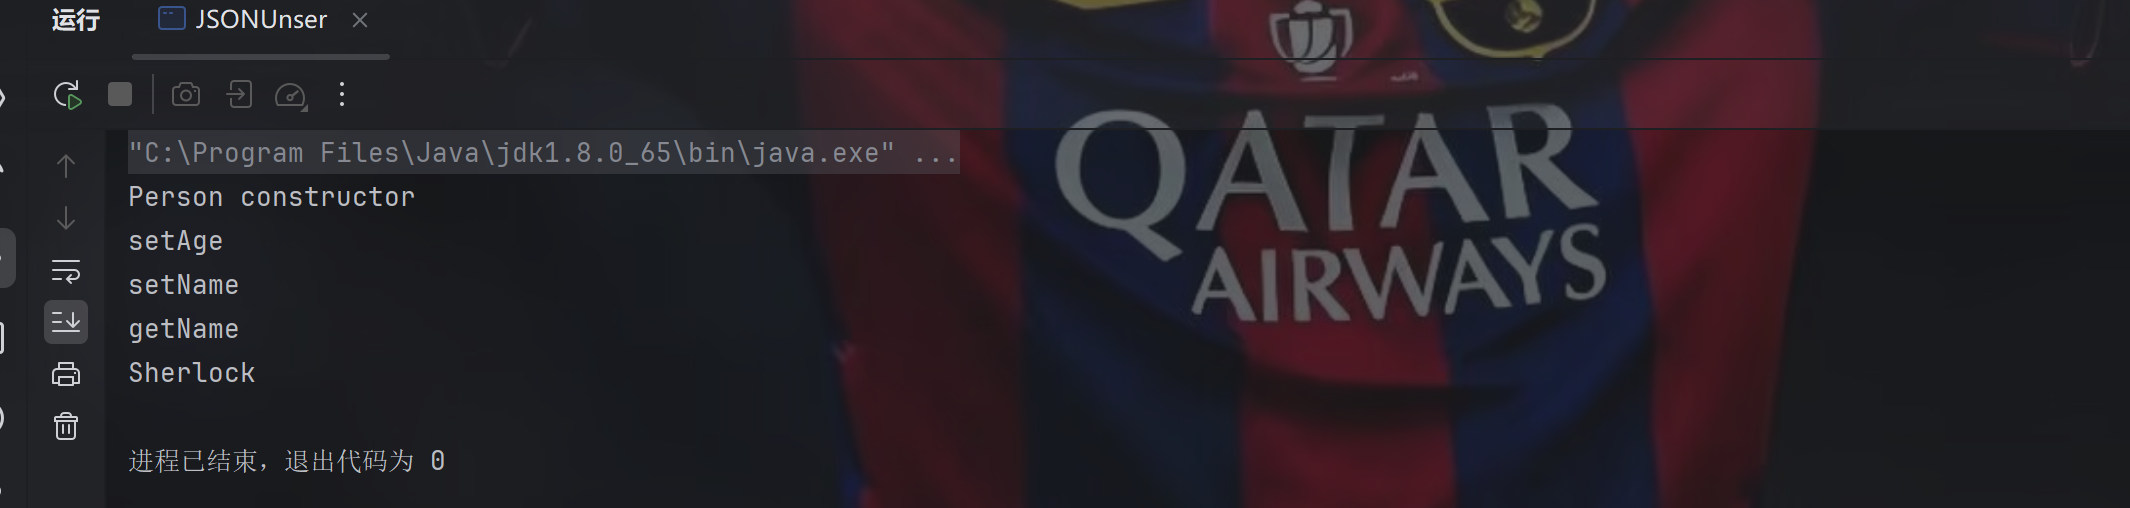 运行 JSONUnser
"C:\Program Files\Java\jdk1.8.0_65\bin\java.exe" ...
Person constructor
setAge
setName
getName
Sherlock
进程已结束，退出代码为 0
QATAR
AIRWAYS